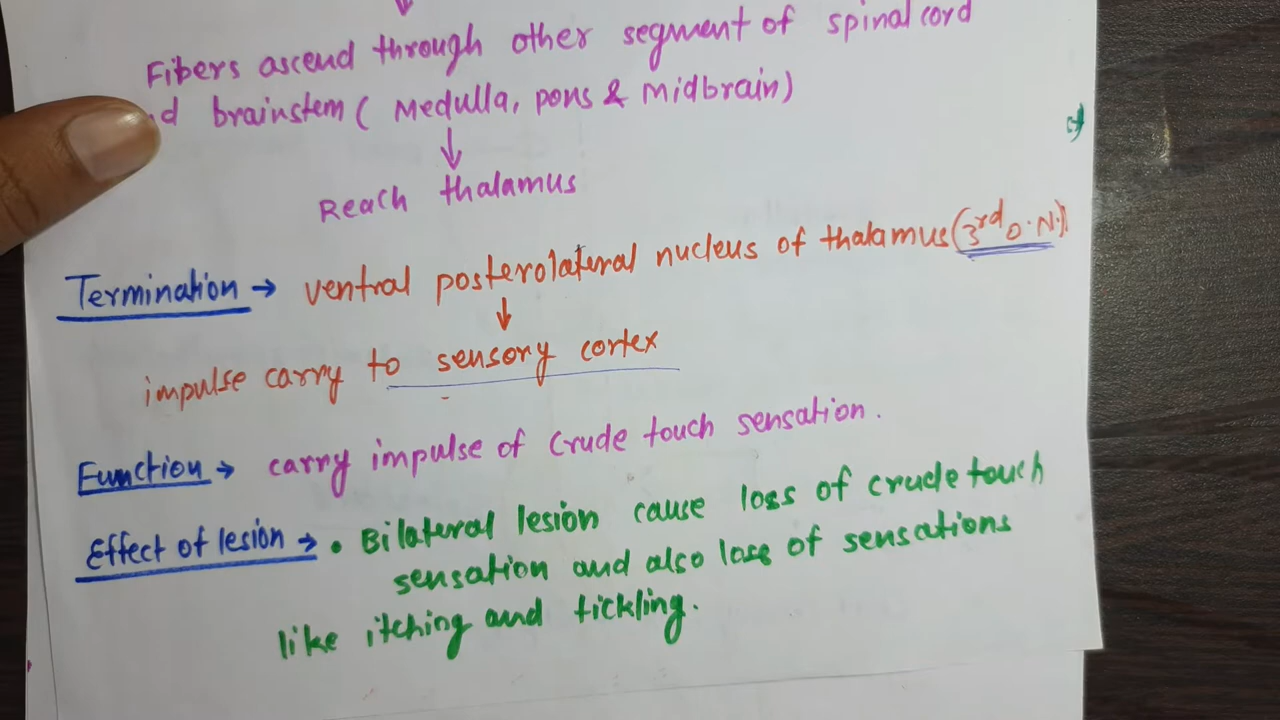 Fibers ascend through other segment of spinal cord
brainstem ( Medulla, pons & Midbrain)
↓
Reach thalamus
Termination → ventral posterolateral nucleus of thalamus (3rd O.N.)
↓
impulse carry to sensory cortex
Function → carry impulse of crude touch sensation.
Effect of lesion → • Bilateral lesion cause loss of crude touch
sensation and also loss of sensations
like itching and tickling.